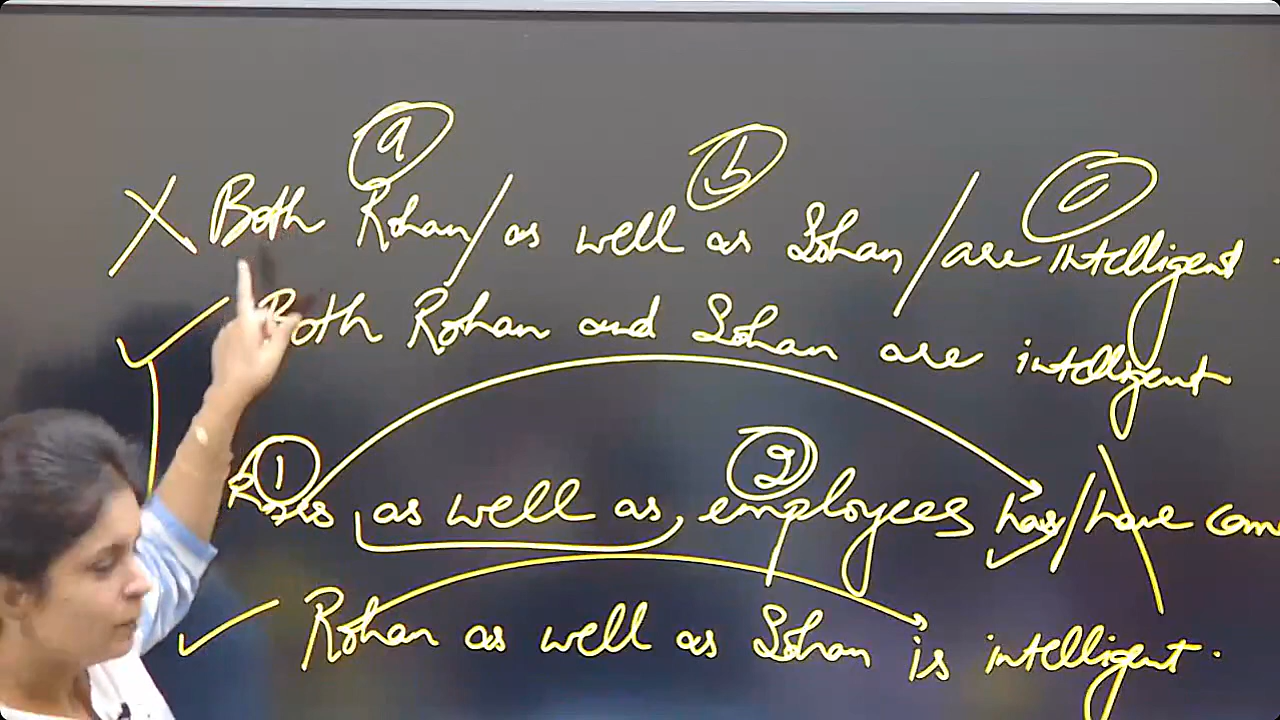 a b c
X Both Rohan/as well as Sohan/are intelligent.
Both Rohan and Sohan are intelligent
1 2
as well as employees has/have com
Rohan as well as Sohan is intelligent.